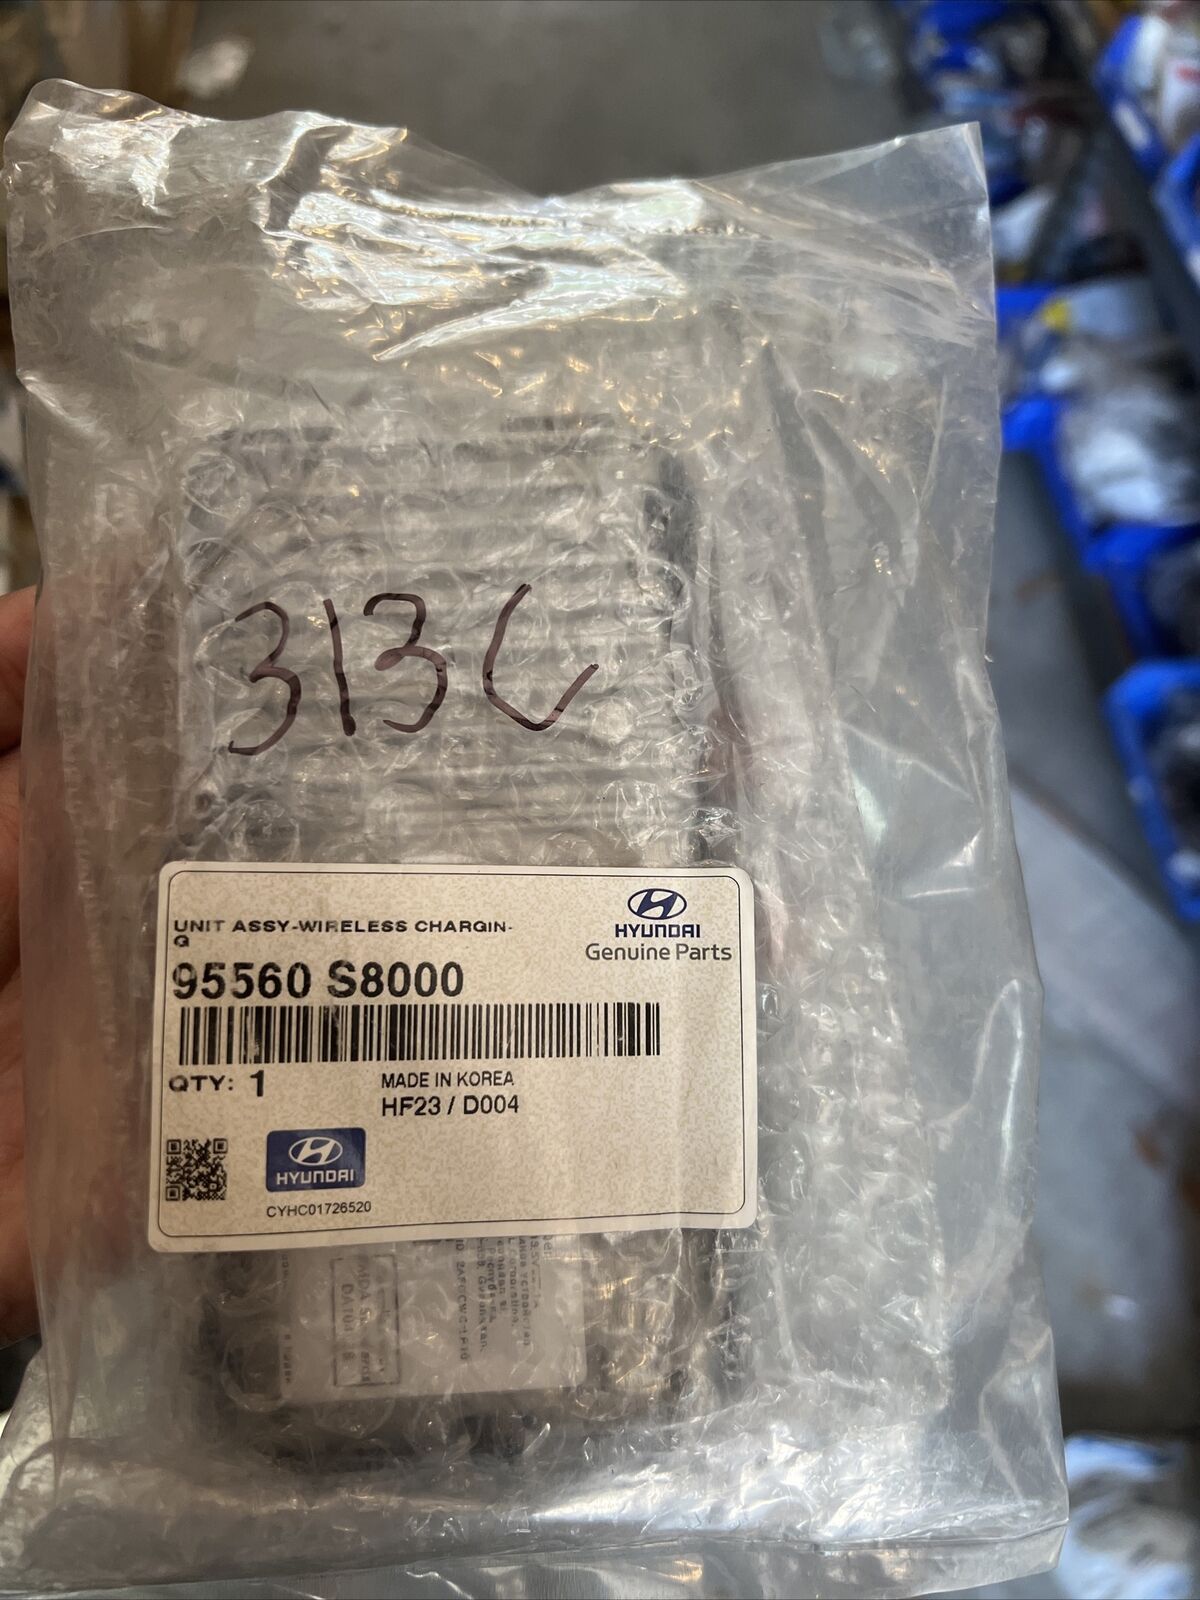 313C
UNIT ASSY-WIRELESS CHARGIN-
G
HYUNDAI
Genuine Parts
95560 S8000
QTY: 1
MADE IN KOREA
HF23 / D004
HYUNDAI
CYHC01726520